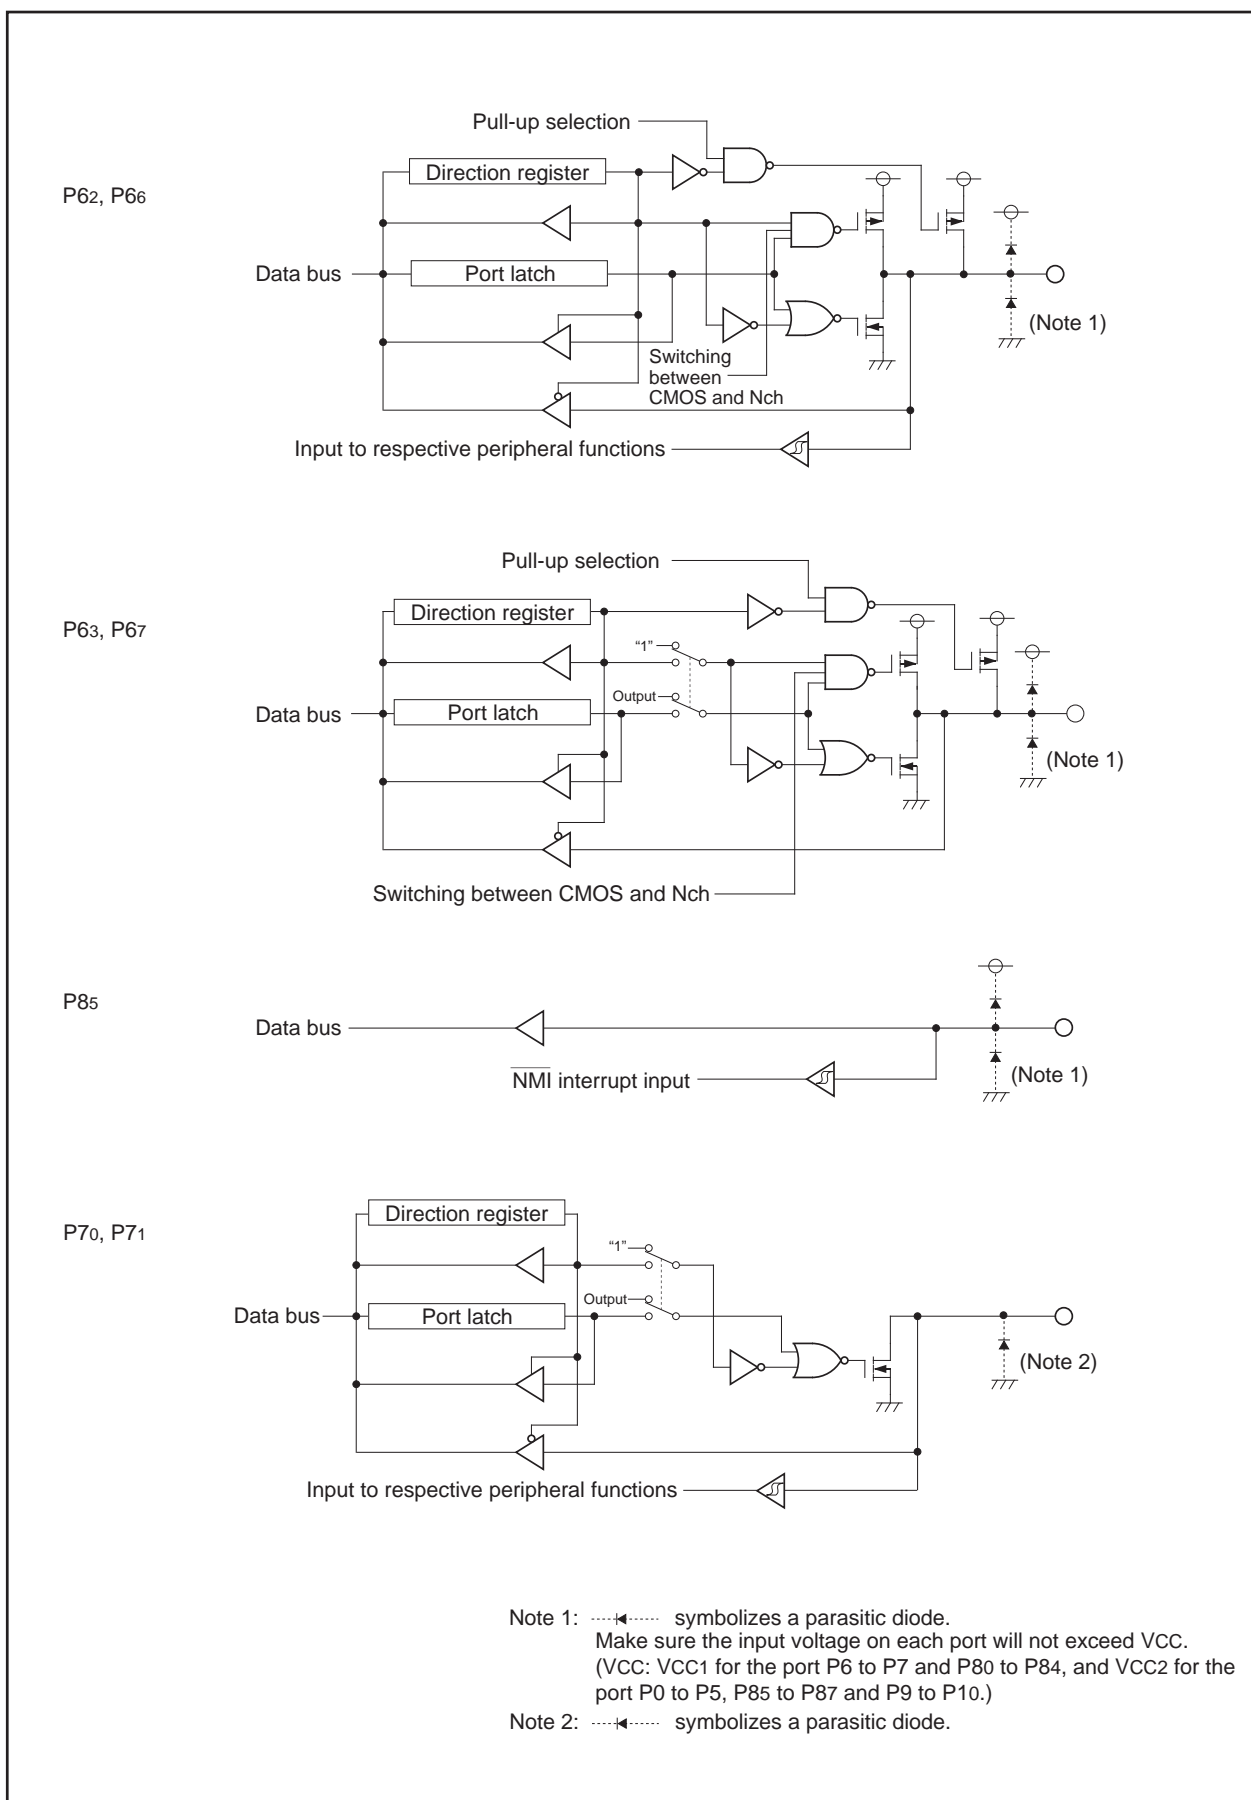 Pull-up selection
Direction register
P62, P66
Data bus
Port latch
(Note 1)
Switching
between
CMOS and Nch
Input to respective peripheral functions
Pull-up selection
Direction register
P63, P67
“1”
Output
Data bus
Port latch
(Note 1)
Switching between CMOS and Nch
P85
Data bus
NMI interrupt input
(Note 1)
Direction register
P70, P71
“1”
Output
Data bus
Port latch
(Note 2)
Input to respective peripheral functions
Note 1: symbolizes a parasitic diode.
Make sure the input voltage on each port will not exceed VCC.
(VCC: VCC1 for the port P6 to P7 and P80 to P84, and VCC2 for the
port P0 to P5, P85 to P87 and P9 to P10.)
Note 2: symbolizes a parasitic diode.